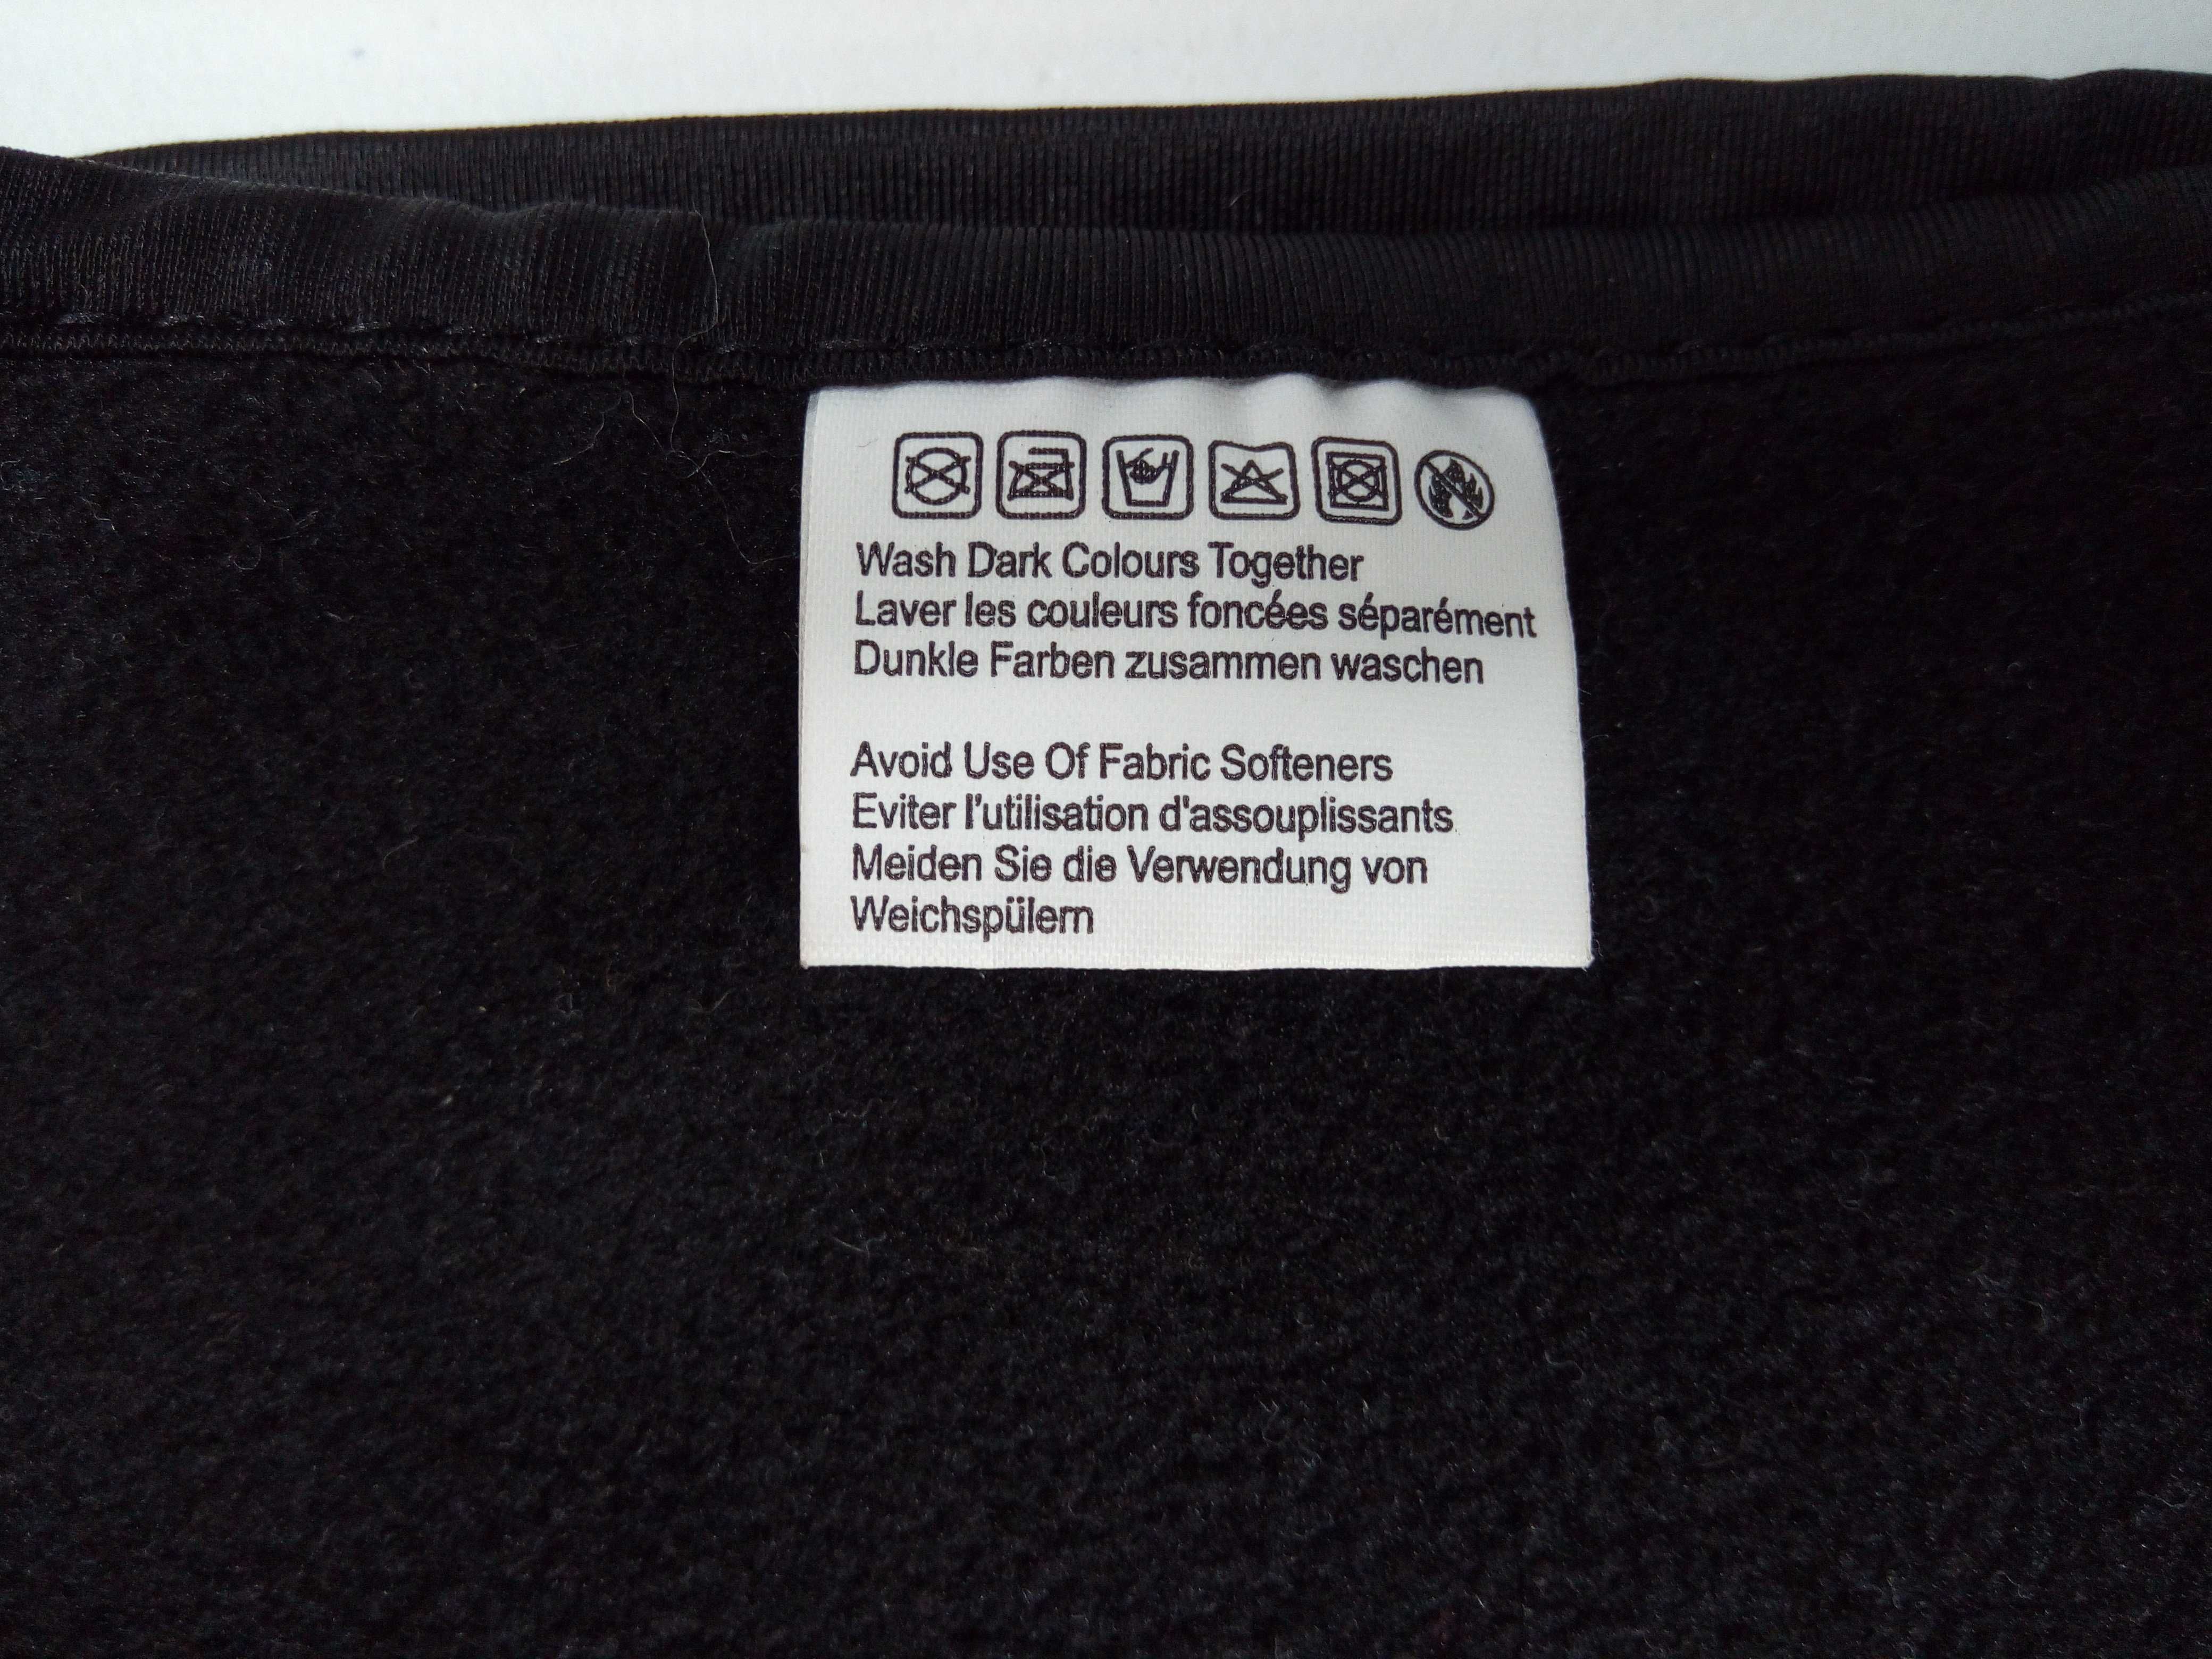 Wash Dark Colours Together
Laver les couleurs foncées séparément
Dunkle Farben zusammen waschen
Avoid Use Of Fabric Softeners
Eviter l'utilisation d'assouplissants
Meiden Sie die Verwendung von
Weichspülern